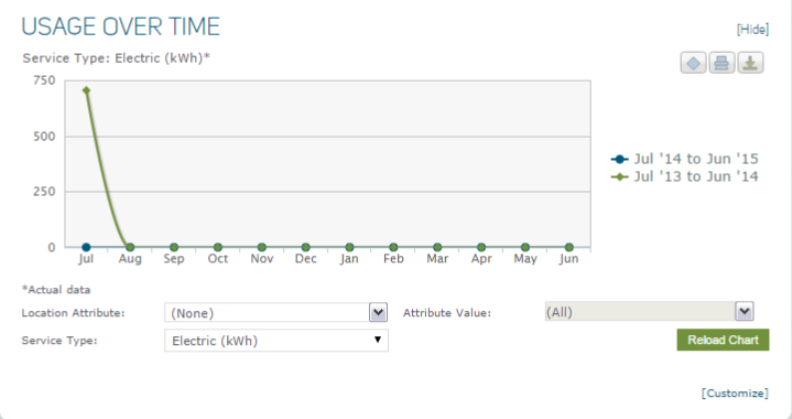 USAGE OVER TIME
[Hide]
Service Type: Electric (kWh)*
750
500
250
0
Jul Aug Sep Oct Nov Dec Jan Feb Mar Apr May Jun
Jul '14 to Jun '15
Jul '13 to Jun '14
*Actual data
Location Attribute: (None) Attribute Value: (All)
Service Type: Electric (kWh) Reload Chart
[Customize]